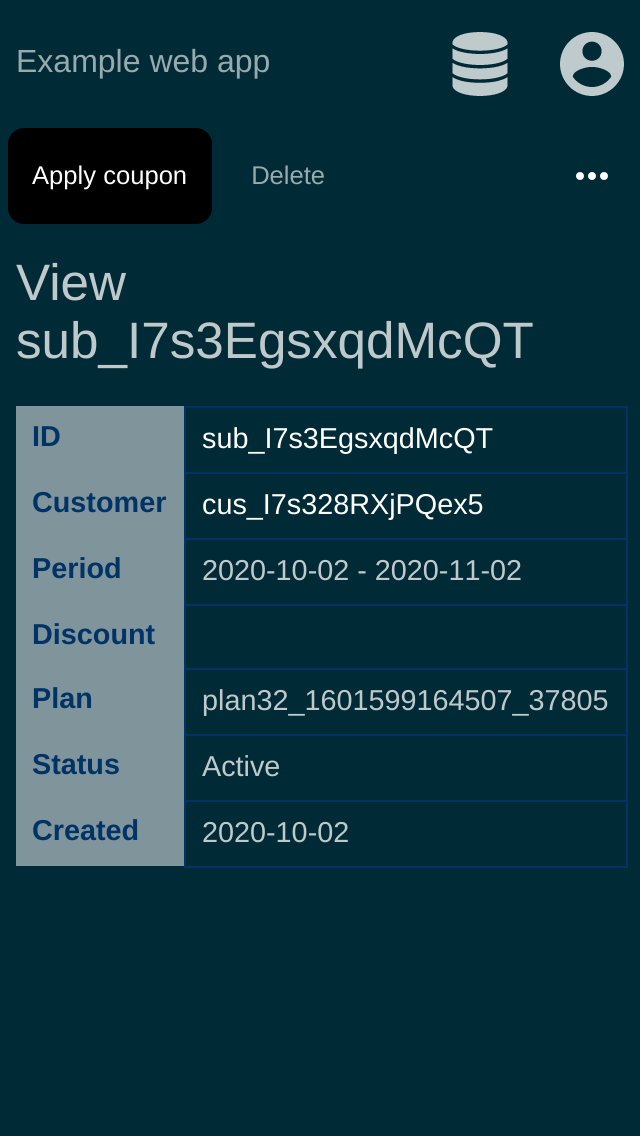 Example web app
Apply coupon Delete
View
sub_I7s3EgsxqdMcQT
ID sub_I7s3EgsxqdMcQT
Customer cus_I7s328RXjPQex5
Period 2020-10-02 - 2020-11-02
Discount
Plan plan32_1601599164507_37805
Status Active
Created 2020-10-02